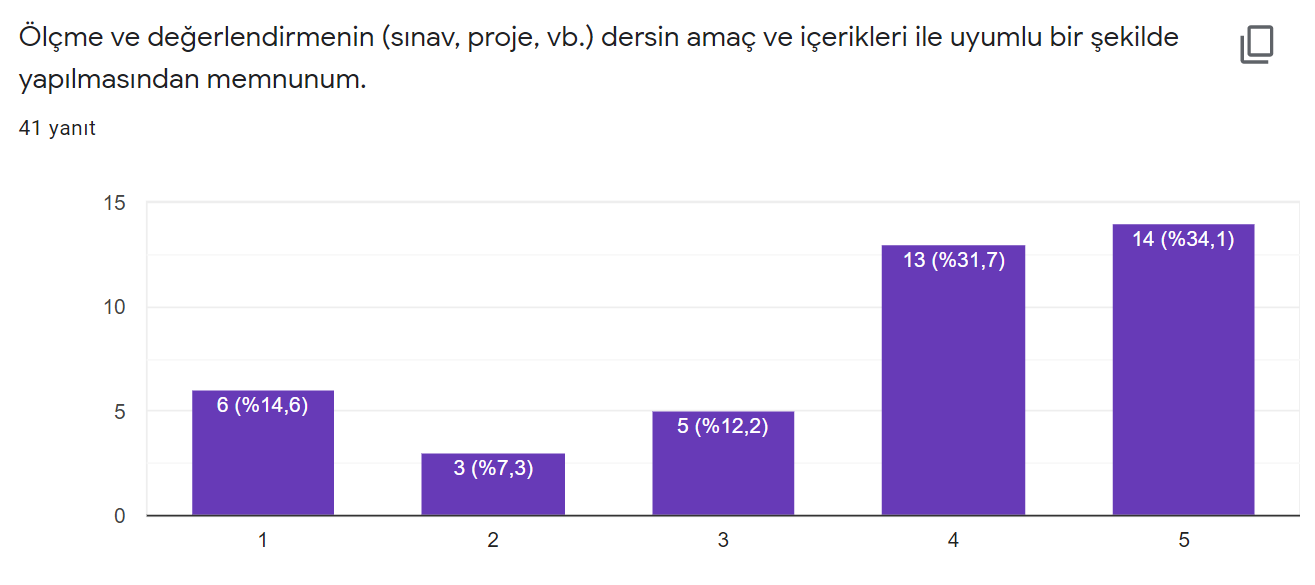 Ölçme ve değerlendirmenin (sınav, proje, vb.) dersin amaç ve içerikleri ile uyumlu bir şekilde
yapılmasından memnunum.
41 yanıt
15
10
5
0
6 (%14,6)
3 (%7,3)
5 (%12,2)
13 (%31,7)
14 (%34,1)
1 2 3 4 5